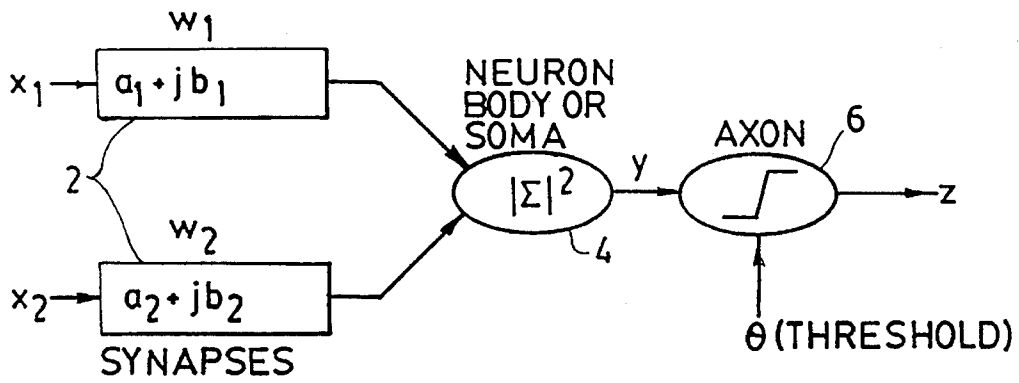 w1
x1 a1+jb1
2
w2
x2 a2+jb2
SYNAPSES
NEURON
BODY OR
SOMA
|Σ|2
4
y
AXON
6
z
θ (THRESHOLD)